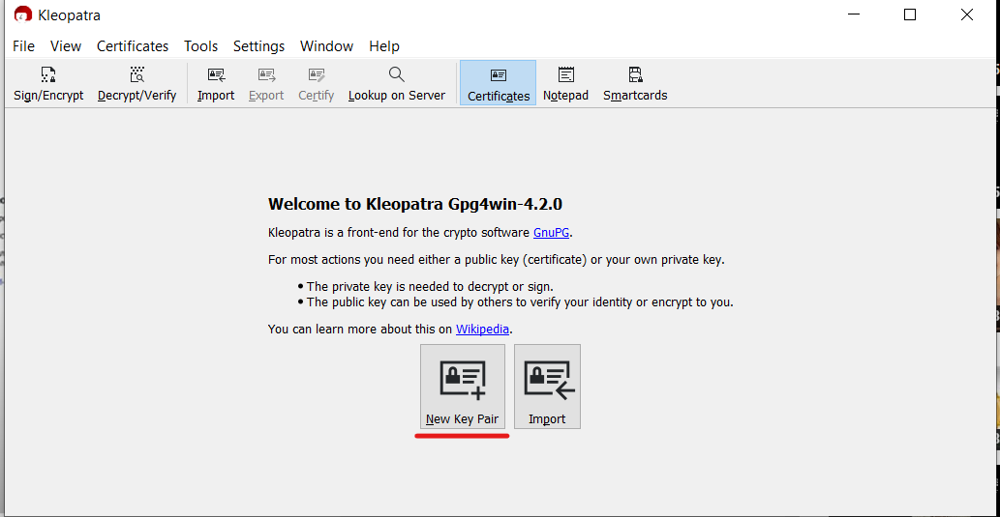 Kleopatra
File View Certificates Tools Settings Window Help
Sign/Encrypt Decrypt/Verify Import Export Certify Lookup on Server Certificates Notepad Smartcards
Welcome to Kleopatra Gpg4win-4.2.0
Kleopatra is a front-end for the crypto software GnuPG.
For most actions you need either a public key (certificate) or your own private key.
• The private key is needed to decrypt or sign.
• The public key can be used by others to verify your identity or encrypt to you.
You can learn more about this on Wikipedia.
New Key Pair Import